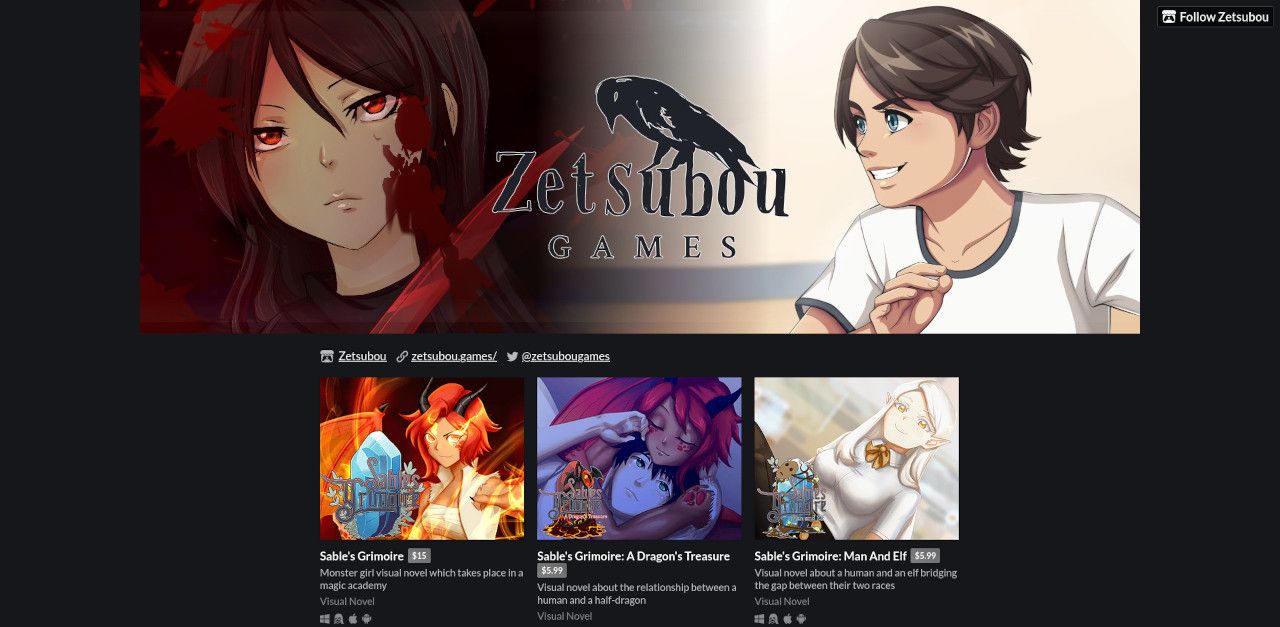 Follow Zetsubou
Zetsubou
GAMES
Zetsubou zetsubou.games/ @zetsubougames
Sable's
Grimoire
Sable's
Grimoire
A Dragon's Treasure
Sable's
Grimoire
Sable's Grimoire $15
Monster girl visual novel which takes place in a
magic academy
Visual Novel
Sable's Grimoire: A Dragon's Treasure
$5.99
Visual novel about the relationship between a
human and a half-dragon
Visual Novel
Sable's Grimoire: Man And Elf $5.99
Visual novel about a human and an elf bridging
the gap between their two races
Visual Novel